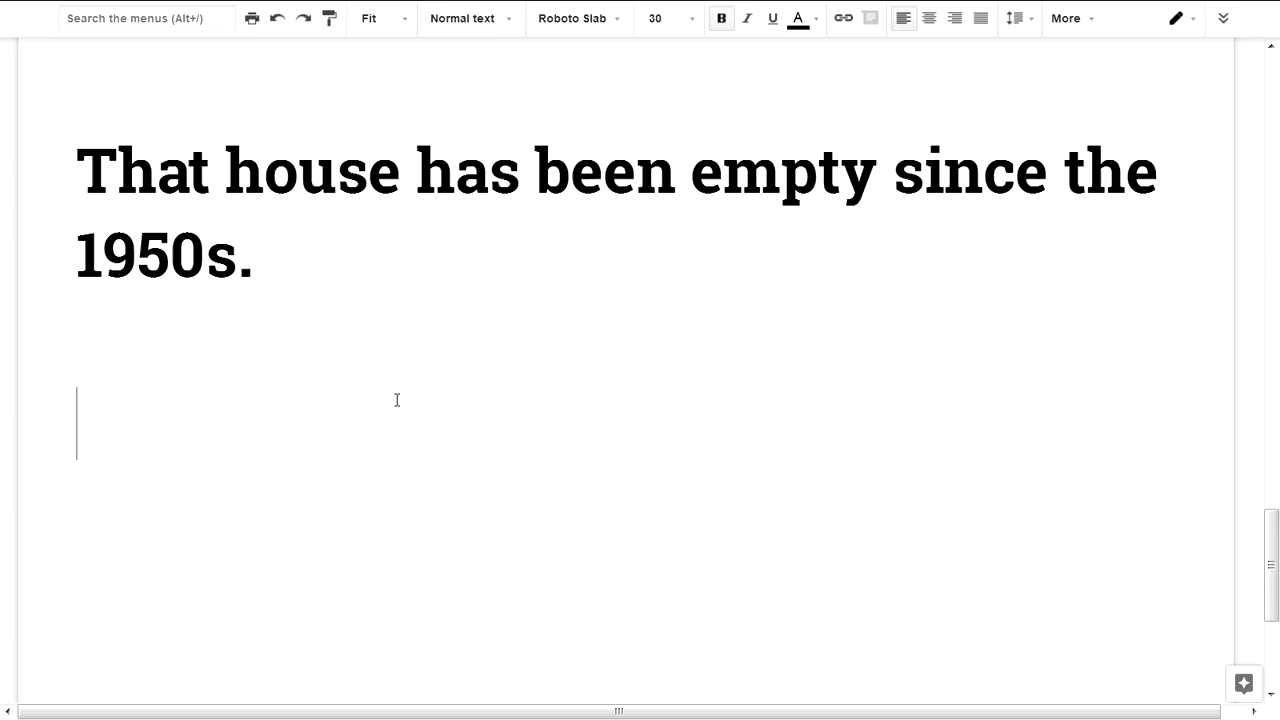 Search the menus (Alt+/) Fit Normal text Roboto Slab 30 B I U A More
That house has been empty since the
1950s.